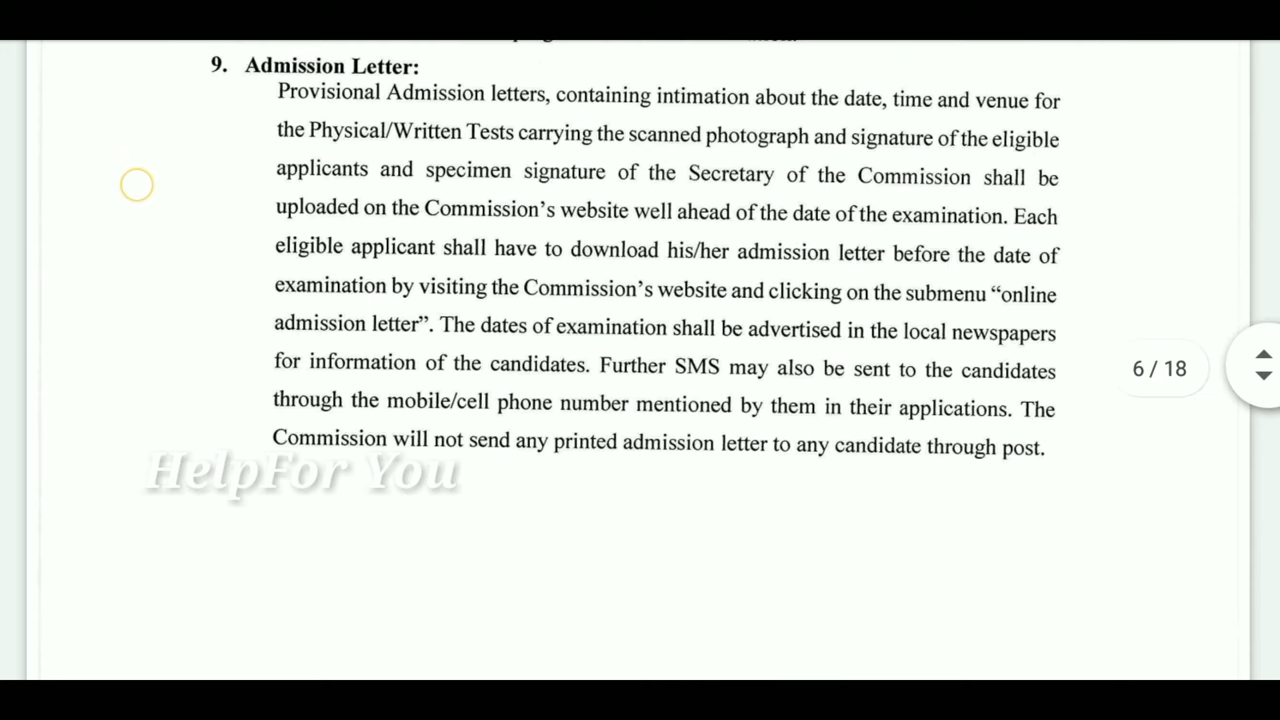 9. Admission Letter:
Provisional Admission letters, containing intimation about the date, time and venue for
the Physical/Written Tests carrying the scanned photograph and signature of the eligible
applicants and specimen signature of the Secretary of the Commission shall be
uploaded on the Commission's website well ahead of the date of the examination. Each
eligible applicant shall have to download his/her admission letter before the date of
examination by visiting the Commission's website and clicking on the submenu “online
admission letter”. The dates of examination shall be advertised in the local newspapers
for information of the candidates. Further SMS may also be sent to the candidates
through the mobile/cell phone number mentioned by them in their applications. The
Commission will not send any printed admission letter to any candidate through post.
HelpFor You
6 / 18